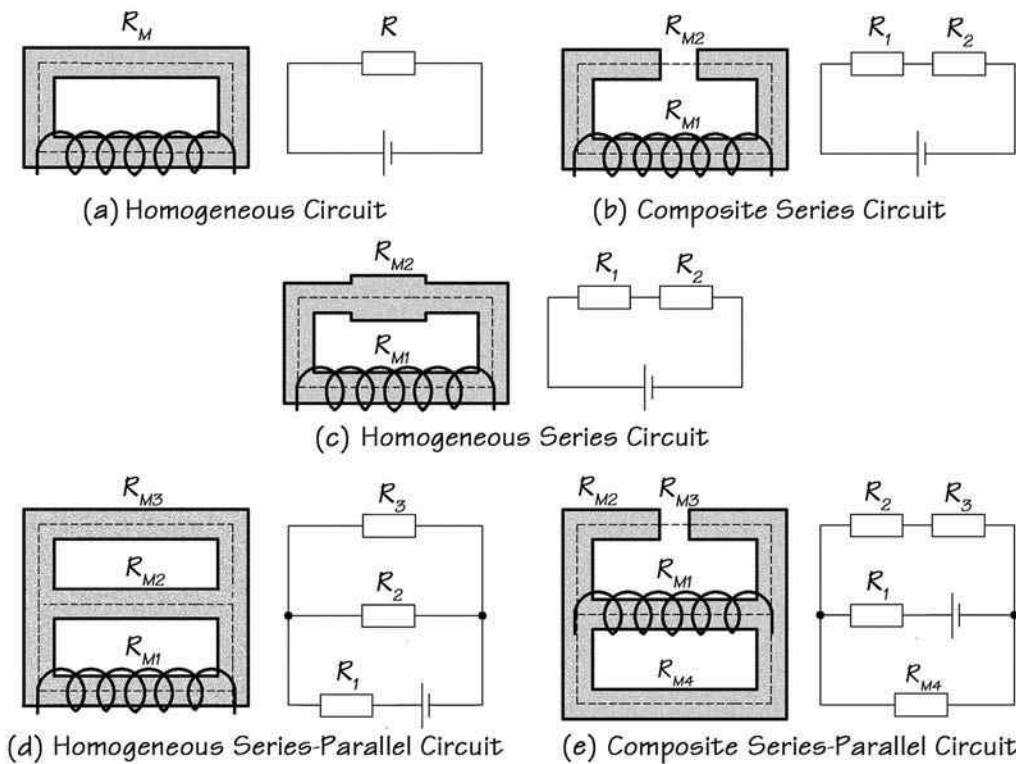 R_M R R_M2 R_1 R_2
R_M1
(a) Homogeneous Circuit (b) Composite Series Circuit
R_M2 R_1 R_2
R_M1
(c) Homogeneous Series Circuit
R_M3 R_3 R_M2 R_M3 R_2 R_3
R_M2 R_2 R_M1 R_1
R_M1 R_1 R_M4 R_M4
(d) Homogeneous Series-Parallel Circuit (e) Composite Series-Parallel Circuit